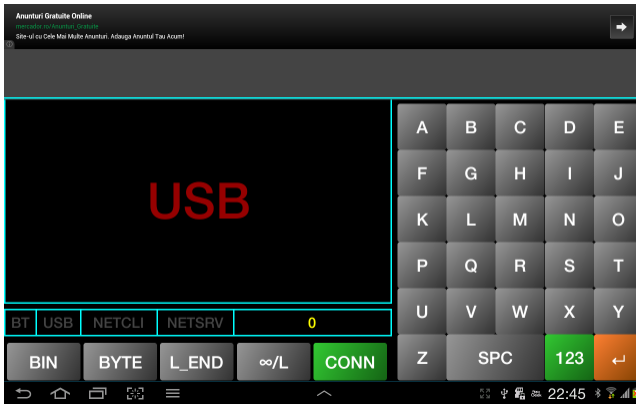 Anunturi Gratuite Online
mercador.ro/Anunturi_Gratuite
Site-ul cu Cele Mai Multe Anunturi. Adauga Anuntul Tau Acum!
USB
BT USB NETCLI NETSRV 0
BIN BYTE L_END ∞/L CONN
A B C D E
F G H I J
K L M N O
P Q R S T
U V W X Y
Z SPC 123
22:45